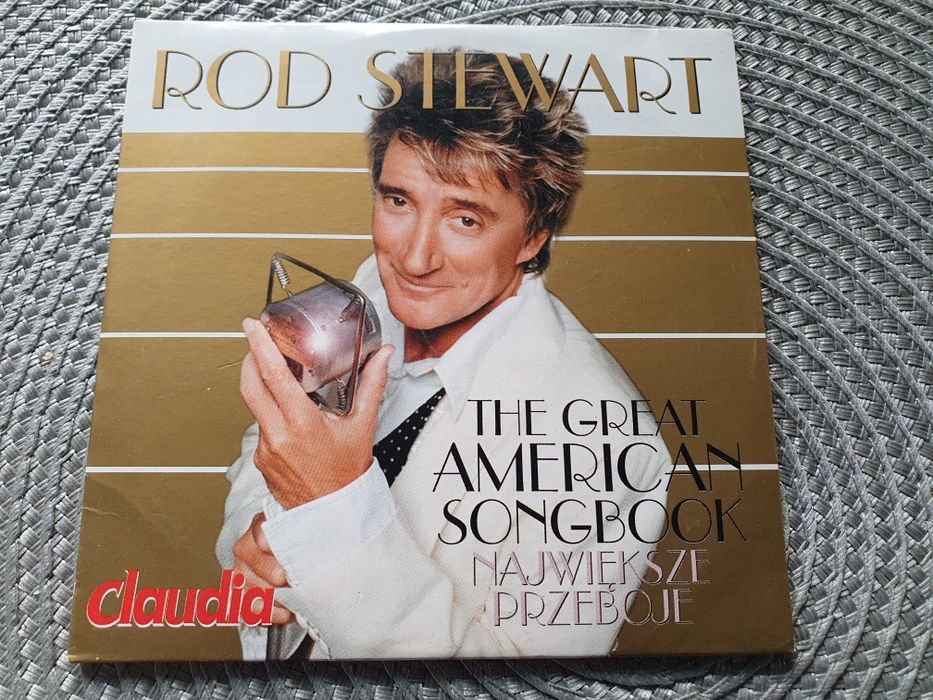 ROD STEWART
THE GREAT
AMERICAN
SONGBOOK
NAJWIĘKSZE
PRZEBOJE
Claudia